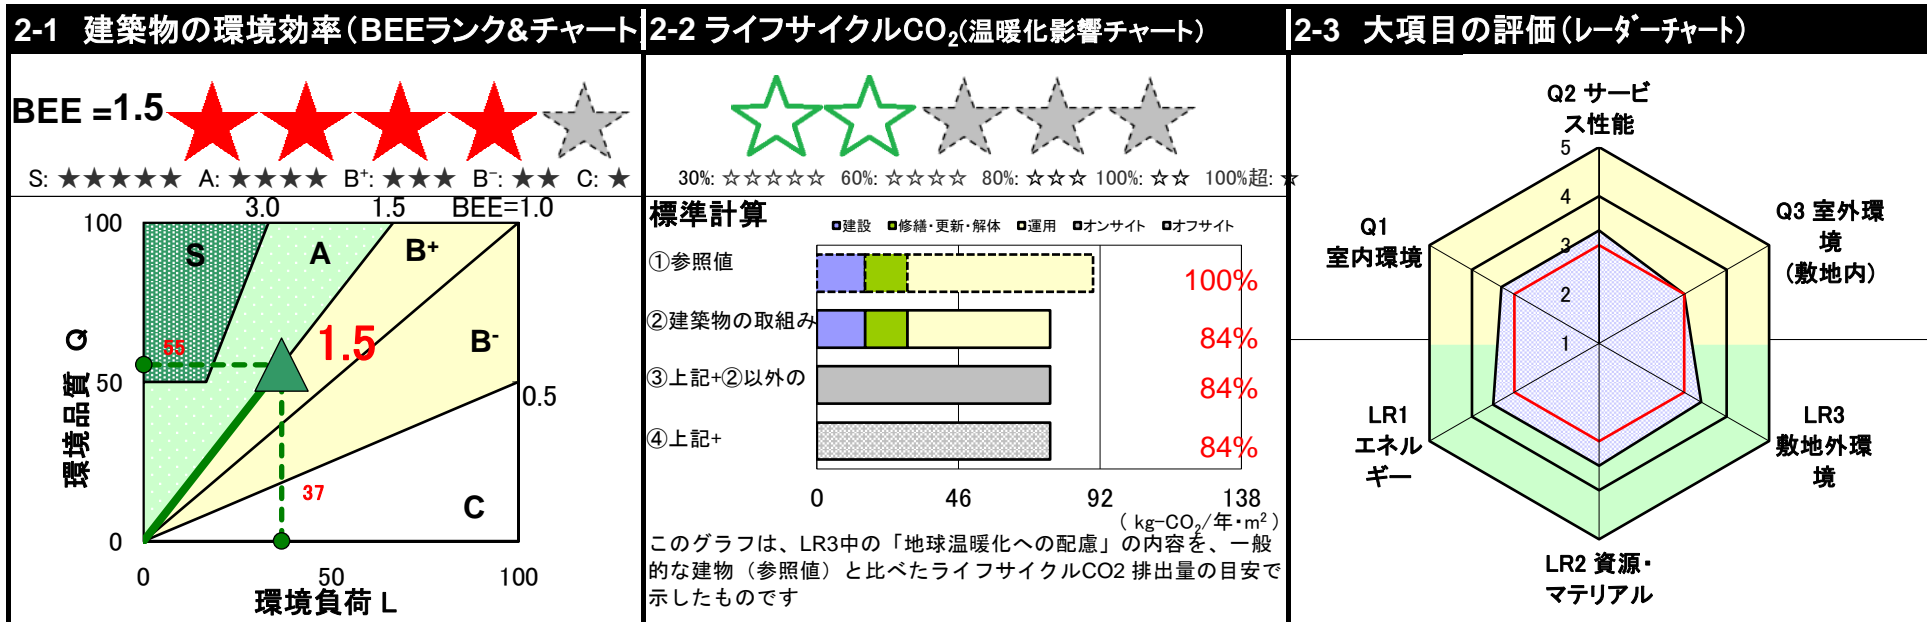 2-1 建築物の環境効率(BEEランク&チャート
BEE =1.5
S: ★★★★★ A: ★★★★ B⁺: ★★★ B⁻: ★★ C: ★
3.0 1.5 BEE=1.0
100
S A B⁺
1.5
B⁻
55
50
0.5
37
C
0
0 50 100
環境品質 Q
環境負荷 L
2-2 ライフサイクルCO₂(温暖化影響チャート)
30%: ☆☆☆☆☆ 60%: ☆☆☆☆ 80%: ☆☆☆ 100%: ☆☆ 100%超: ☆
標準計算
建設 修繕・更新・解体 運用 オンサイト オフサイト
①参照値 100%
②建築物の取組み 84%
③上記+②以外の 84%
④上記+ 84%
0 46 92 138
( kg-CO₂/年・m² )
このグラフは、LR3中の「地球温暖化への配慮」の内容を、一般
的な建物(参照値)と比べたライフサイクルCO2 排出量の目安で
示したものです
2-3 大項目の評価(レーダーチャート)
Q2 サービ
ス性能
5
4
3
2
1
Q1
室内環境
Q3 室外環
境
(敷地内)
LR1
エネル
ギー
LR3
敷地外環
境
LR2 資源・
マテリアル